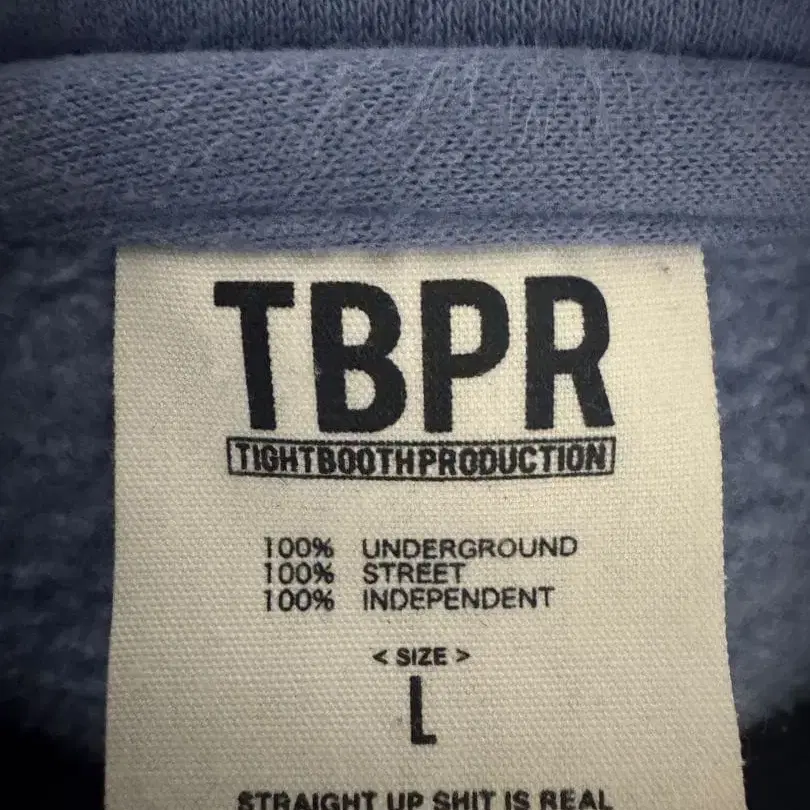 TBPR
TIGHTBOOTHPRODUCTION
100% UNDERGROUND
100% STREET
100% INDEPENDENT
< SIZE >
L
STRAIGHT UP SHIT IS REAL